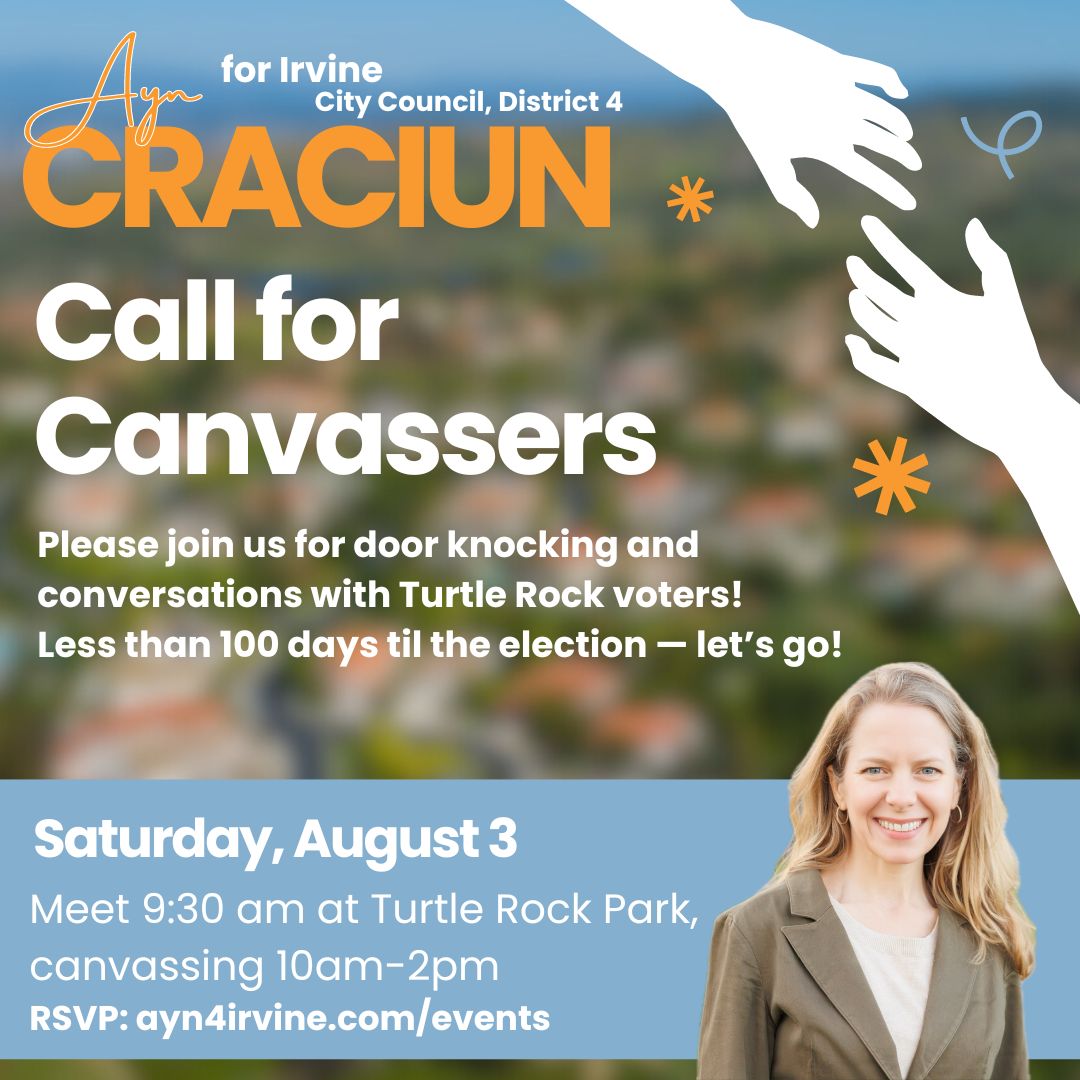 Ayn for Irvine
City Council, District 4
CRACIUN
Call for
Canvassers
Please join us for door knocking and
conversations with Turtle Rock voters!
Less than 100 days til the election — let’s go!
Saturday, August 3
Meet 9:30 am at Turtle Rock Park,
canvassing 10am-2pm
RSVP: ayn4irvine.com/events